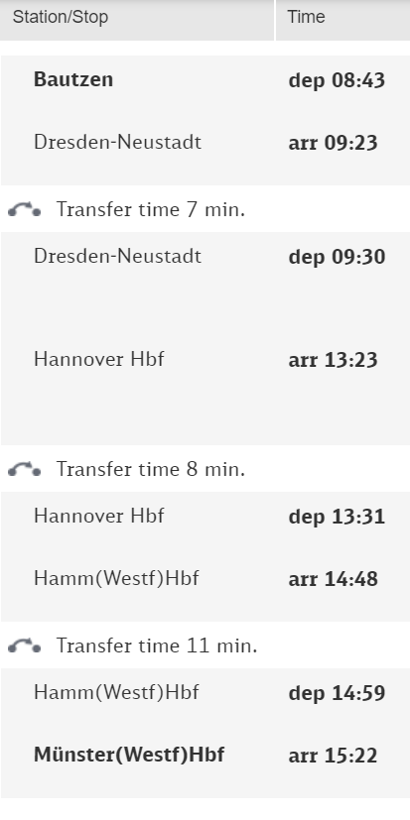 Station/Stop Time
Bautzen dep 08:43
Dresden-Neustadt arr 09:23
Transfer time 7 min.
Dresden-Neustadt dep 09:30
Hannover Hbf arr 13:23
Transfer time 8 min.
Hannover Hbf dep 13:31
Hamm(Westf)Hbf arr 14:48
Transfer time 11 min.
Hamm(Westf)Hbf dep 14:59
Münster(Westf)Hbf arr 15:22